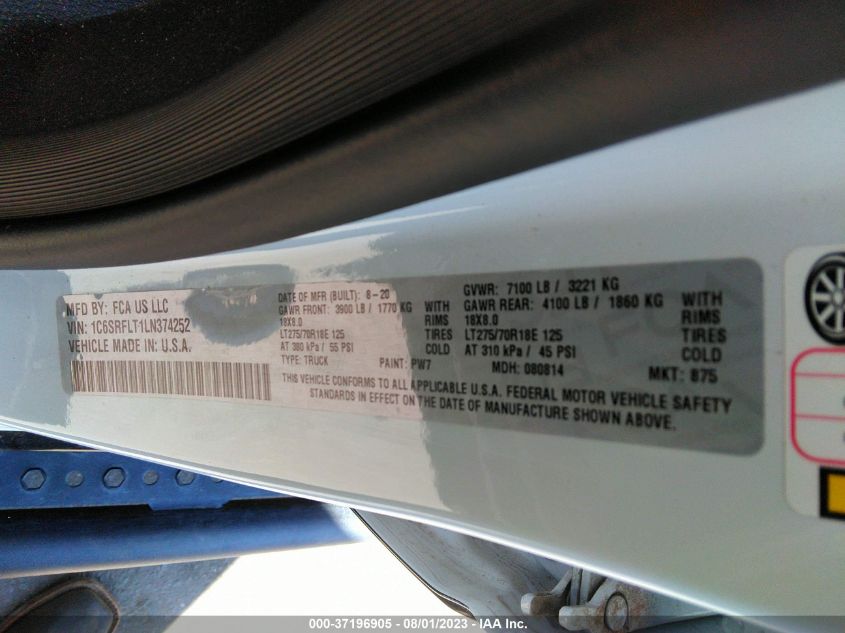 MFD BY: FCA US LLC
VIN: 1C6SRFLT1LN374252
VEHICLE MADE IN U.S.A.
DATE OF MFR (BUILT): 8-20
GAWR FRONT: 3900 LB / 1770 KG WITH
18X8.0 RIMS
LT275/70R18E 125 TIRES
AT 380 kPa / 55 PSI COLD
TYPE: TRUCK PAINT: PW7
GVWR: 7100 LB / 3221 KG
GAWR REAR: 4100 LB / 1860 KG WITH
18X8.0 RIMS
LT275/70R18E 125 TIRES
AT 310 kPa / 45 PSI COLD
MDH: 080814 MKT: B75
THIS VEHICLE CONFORMS TO ALL APPLICABLE U.S.A. FEDERAL MOTOR VEHICLE SAFETY
STANDARDS IN EFFECT ON THE DATE OF MANUFACTURE SHOWN ABOVE.
000-37196905 - 08/01/2023 - IAA Inc.